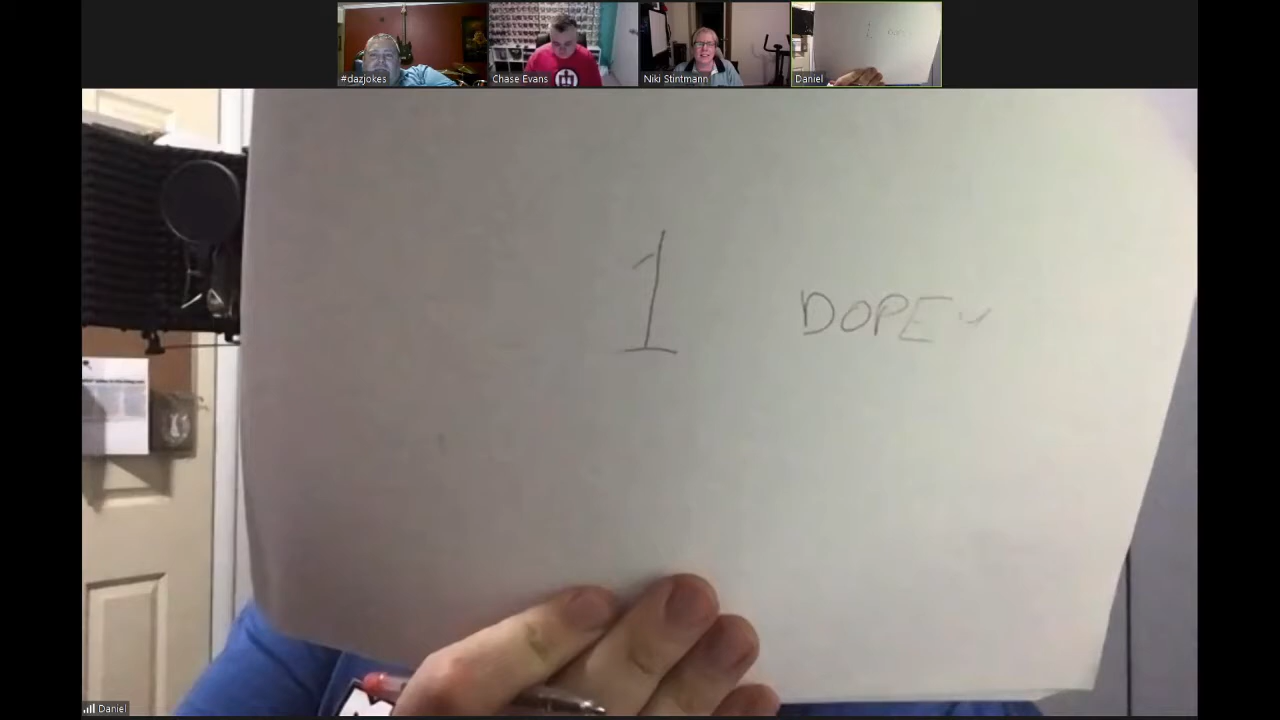 #dazjokes
Chase Evans
Niki Stintmann
Daniel
1 DOPE
Daniel